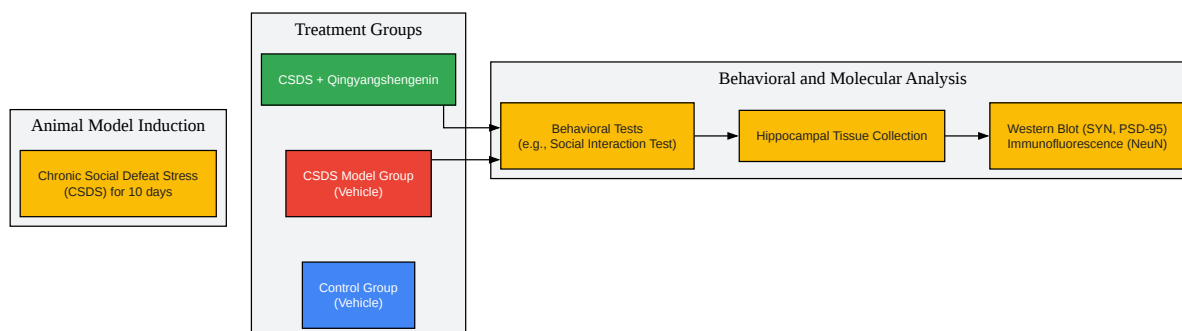 Animal Model Induction
Chronic Social Defeat Stress
(CSDS) for 10 days
Treatment Groups
CSDS + Qingyangshengenin
CSDS Model Group
(Vehicle)
Control Group
(Vehicle)
Behavioral and Molecular Analysis
Behavioral Tests
(e.g., Social Interaction Test)
Hippocampal Tissue Collection
Western Blot (SYN, PSD-95)
Immunofluorescence (NeuN)